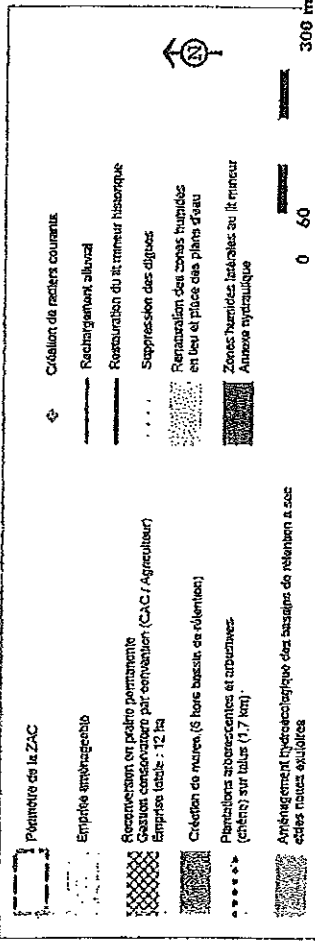 Périmètre de la ZAC
Emprise aménageable
Reconversion en prairie permanente
Gestion conservatoire par convention (CAC / Agriculteur)
Emprise totale : 12 ha
Création de mares (6 hors bassin de rétention)
Plantations arborescentes et arbustives
(chêne) sur talus (1,7 km)
Aménagement hydroécologique des bassins de rétention à sec
et des noues
Création de radiers courants
Rechargement alluvial
Restauration du lit mineur historique
Suppression des digues
Renaturation des zones humides
en lieu et place des plans d'eau
Zones humides latérales au lit mineur
Annexe hydraulique
N
0 60 300 m